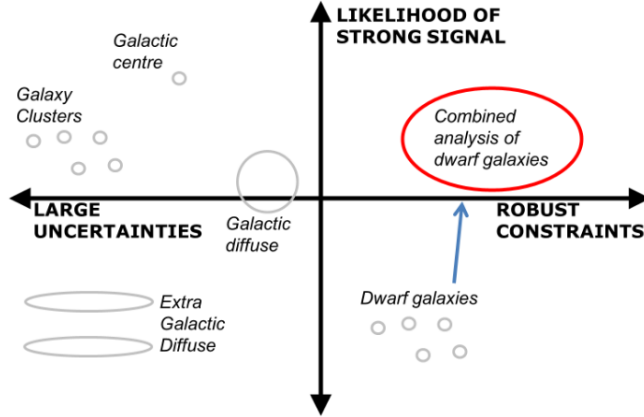 LIKELIHOOD OF
STRONG SIGNAL
Galactic
centre
Galaxy
Clusters
Combined
analysis of
dwarf galaxies
LARGE
UNCERTAINTIES
Galactic
diffuse
ROBUST
CONSTRAINTS
Extra
Galactic
Diffuse
Dwarf galaxies